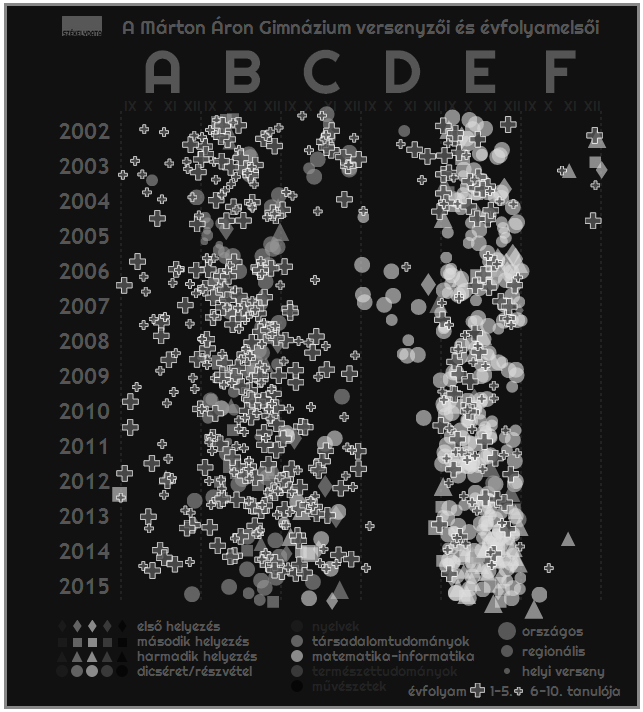 SZÉKELYDATA
A Márton Áron Gimnázium versenyzői és évfolyamelsői
A B C D E F
IX X XI XII IX X XI XII IX X XI XII IX X XI XII IX X XI XII IX X XI XII
2002
2003
2004
2005
2006
2007
2008
2009
2010
2011
2012
2013
2014
2015
első helyezés
második helyezés
harmadik helyezés
dicséret/részvétel
nyelvek
társadalomtudományok
matematika-informatika
természettudományok
művészetek
országos
regionális
helyi verseny
évfolyam 1-5. 6-10. tanulója